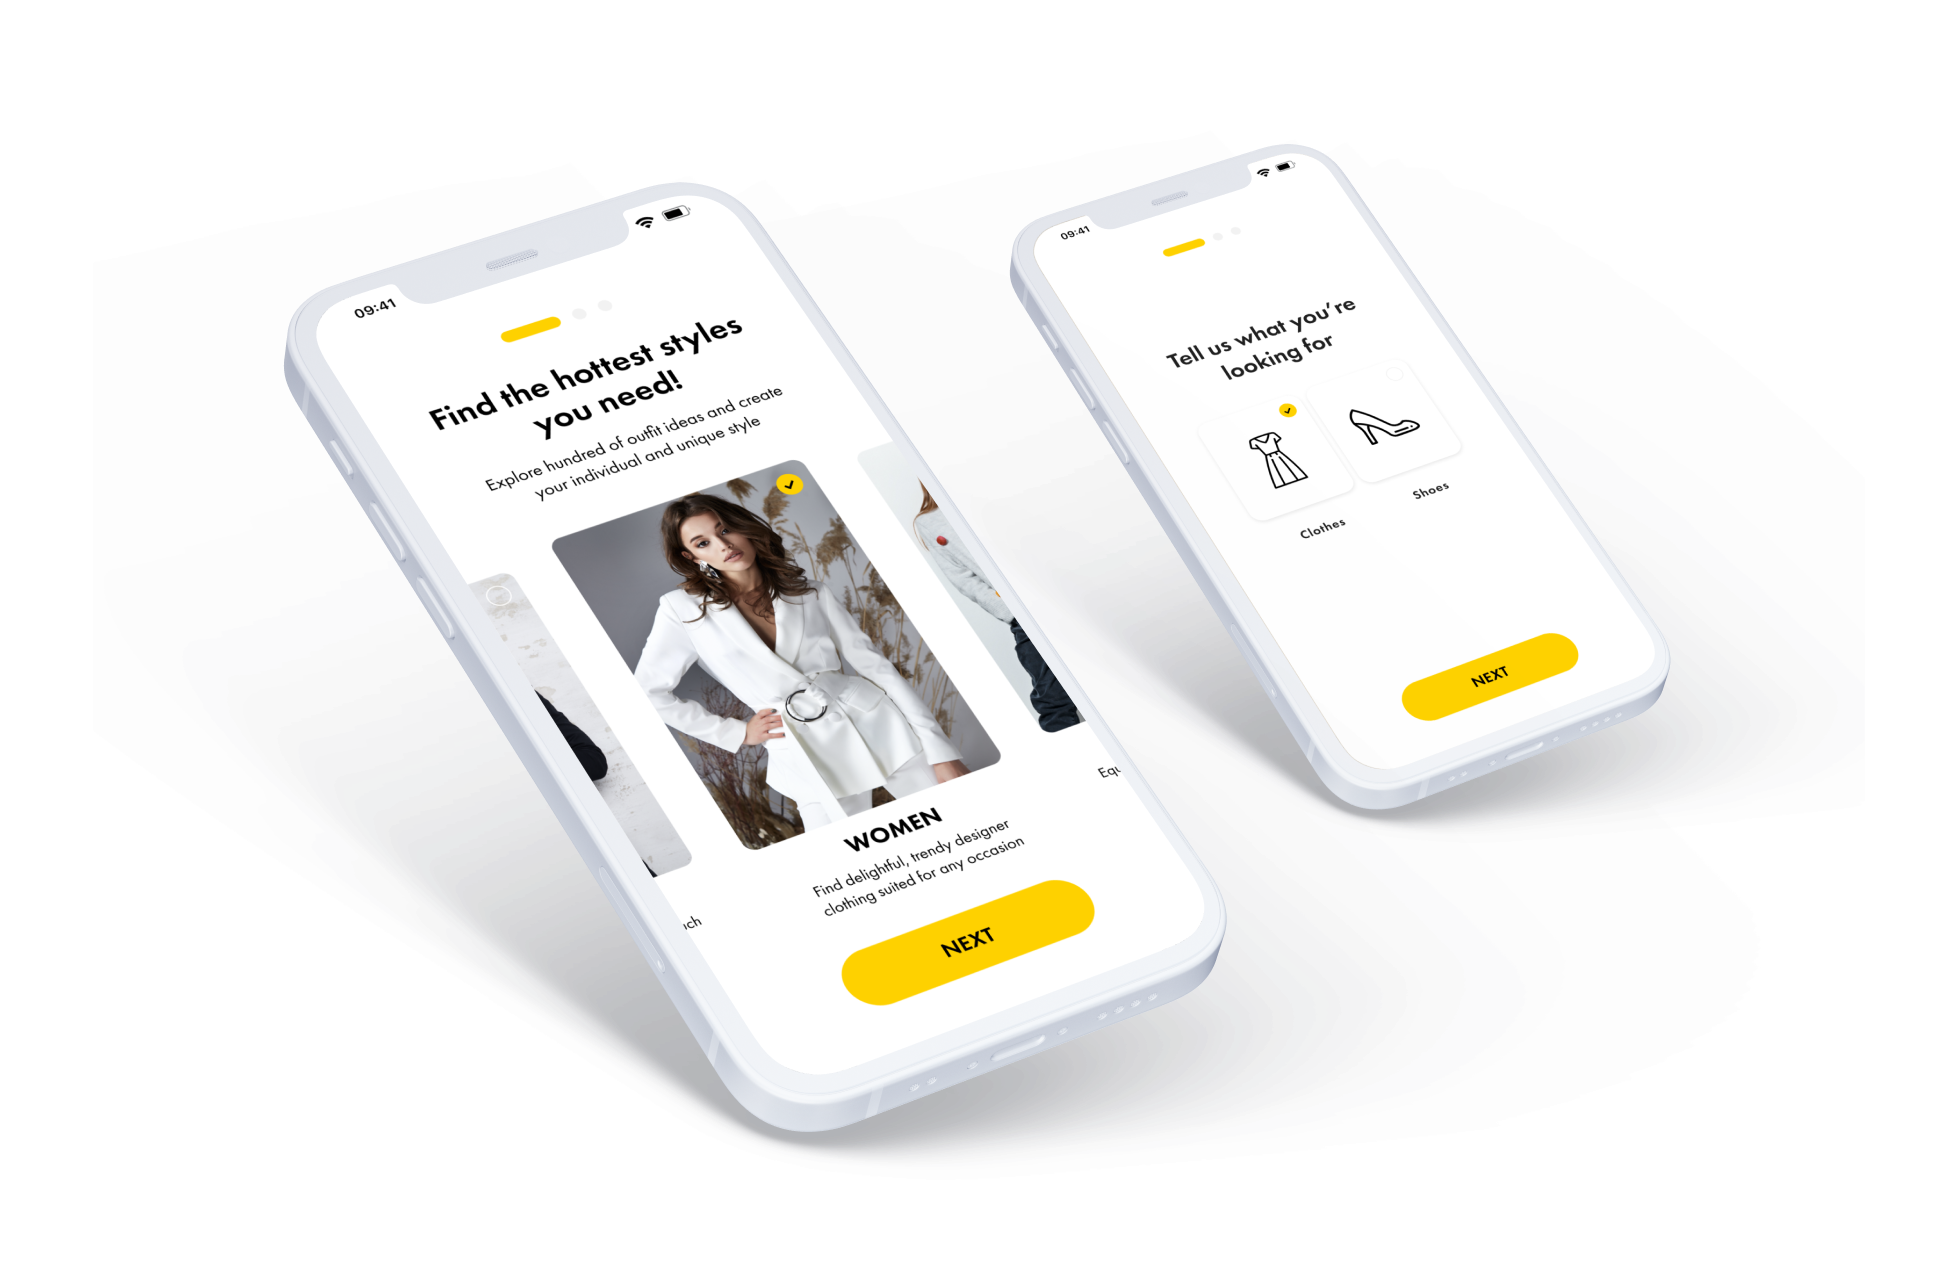 09:41
Find the hottest styles
you need!
Explore hundred of outfit ideas and create
your individual and unique style
WOMEN
Find delightful, trendy designer
clothing suited for any occasion
NEXT
09:41
Tell us what you're
looking for
Clothes
Shoes
NEXT